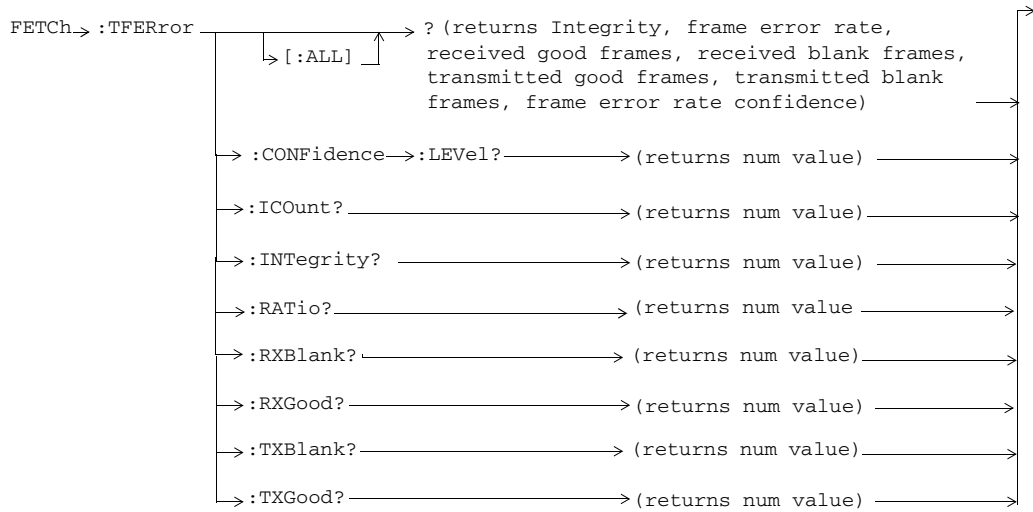 FETCh :TFERror ? (returns Integrity, frame error rate,
[:ALL] received good frames, received blank frames,
transmitted good frames, transmitted blank
frames, frame error rate confidence)
:CONFidence :LEVel? (returns num value)
:ICOunt? (returns num value)
:INTegrity? (returns num value)
:RATio? (returns num value
:RXBlank? (returns num value)
:RXGood? (returns num value)
:TXBlank? (returns num value)
:TXGood? (returns num value)